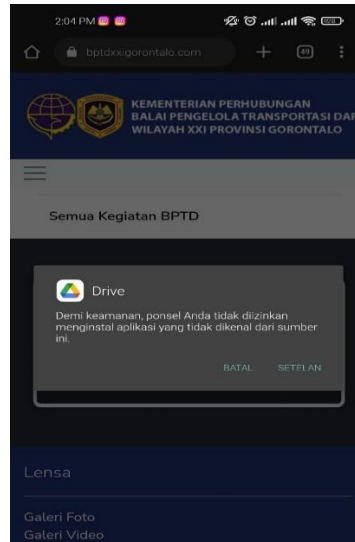 2:04 PM
bptdxxigorontalo.com
49
KEMENTERIAN PERHUBUNGAN
BALAI PENGELOLA TRANSPORTASI DAR
WILAYAH XXI PROVINSI GORONTALO
Semua Kegiatan BPTD
Drive
Demi keamanan, ponsel Anda tidak diizinkan
menginstal aplikasi yang tidak dikenal dari sumber
ini.
BATAL SETELAN
Lensa
Galeri Foto
Galeri Video